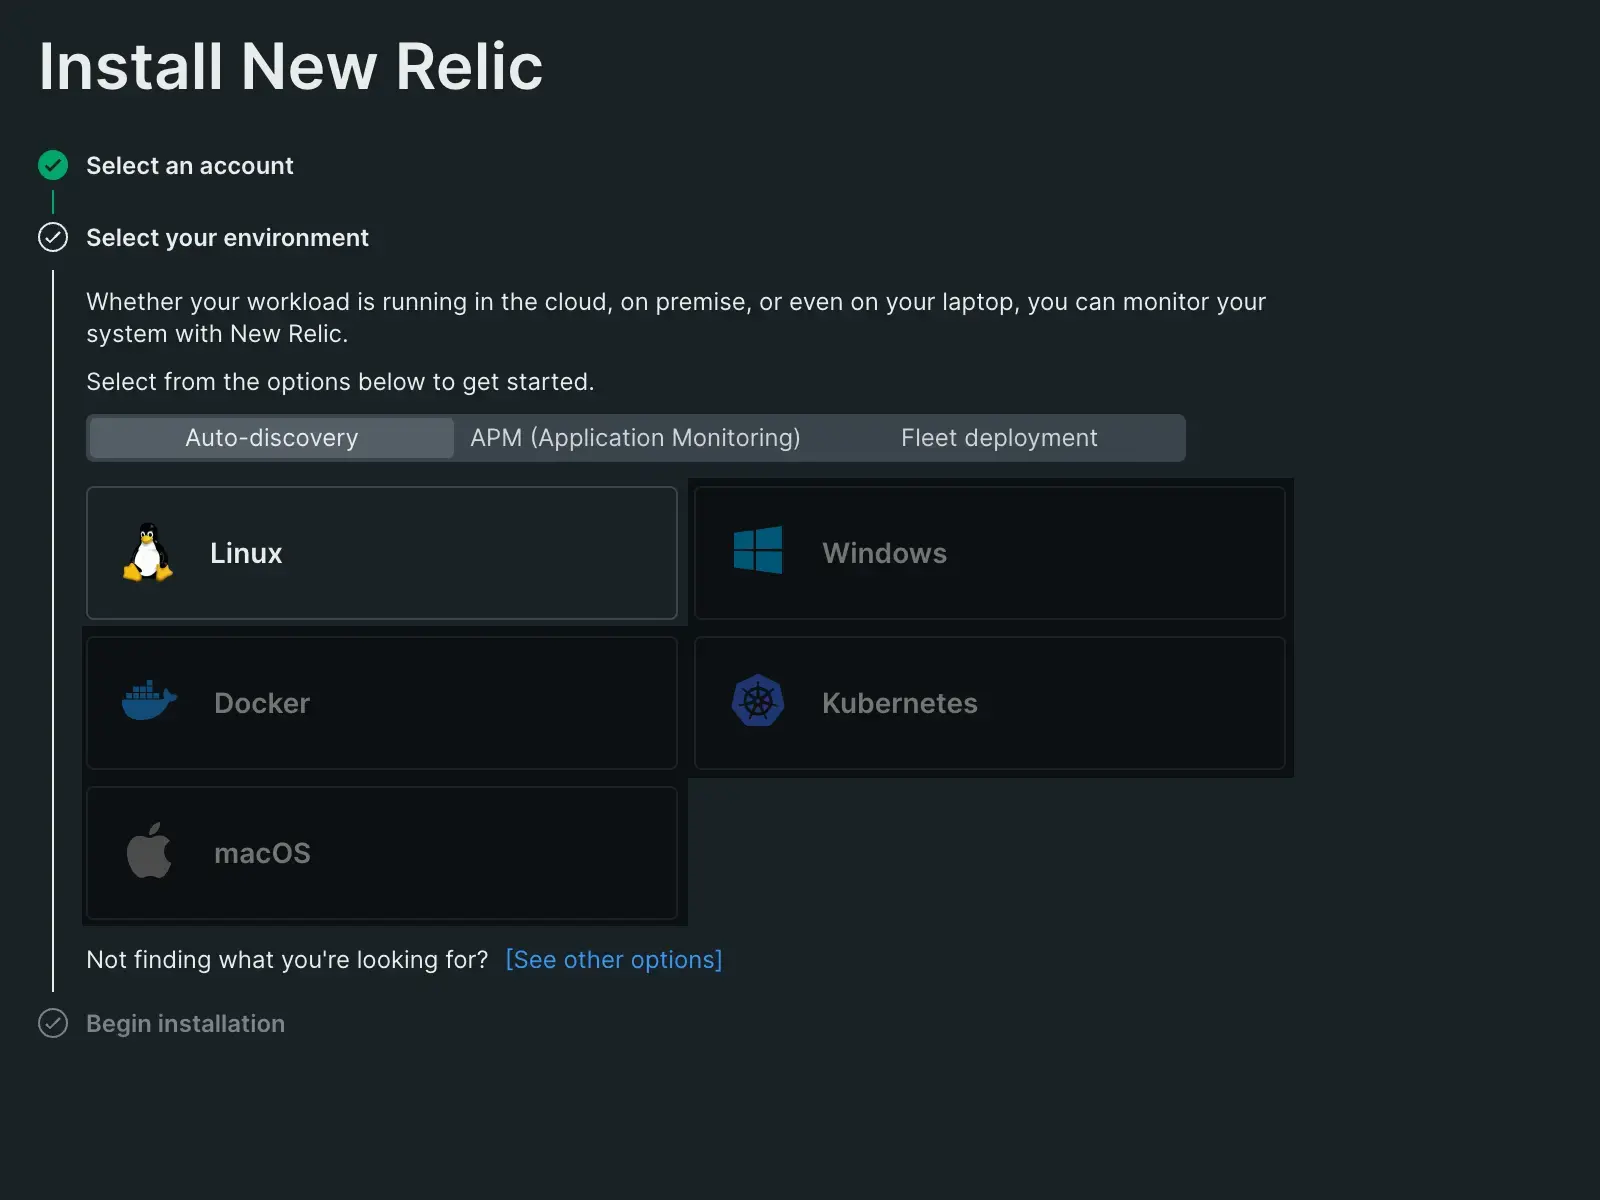 Install New Relic
Select an account
Select your environment
Whether your workload is running in the cloud, on premise, or even on your laptop, you can monitor your
system with New Relic.
Select from the options below to get started.
Auto-discovery APM (Application Monitoring) Fleet deployment
Linux Windows
Docker Kubernetes
macOS
Not finding what you're looking for? [See other options]
Begin installation